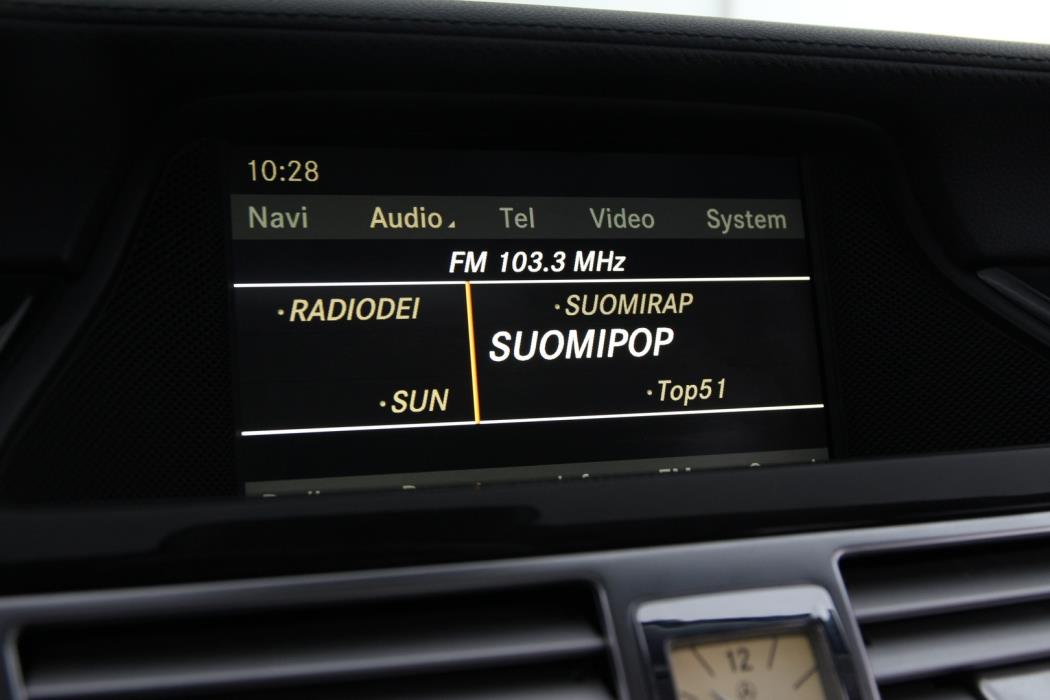 10:28
Navi Audio Tel Video System
FM 103.3 MHz
·RADIODEI ·SUOMIRAP
SUOMIPOP
·SUN ·Top51
12